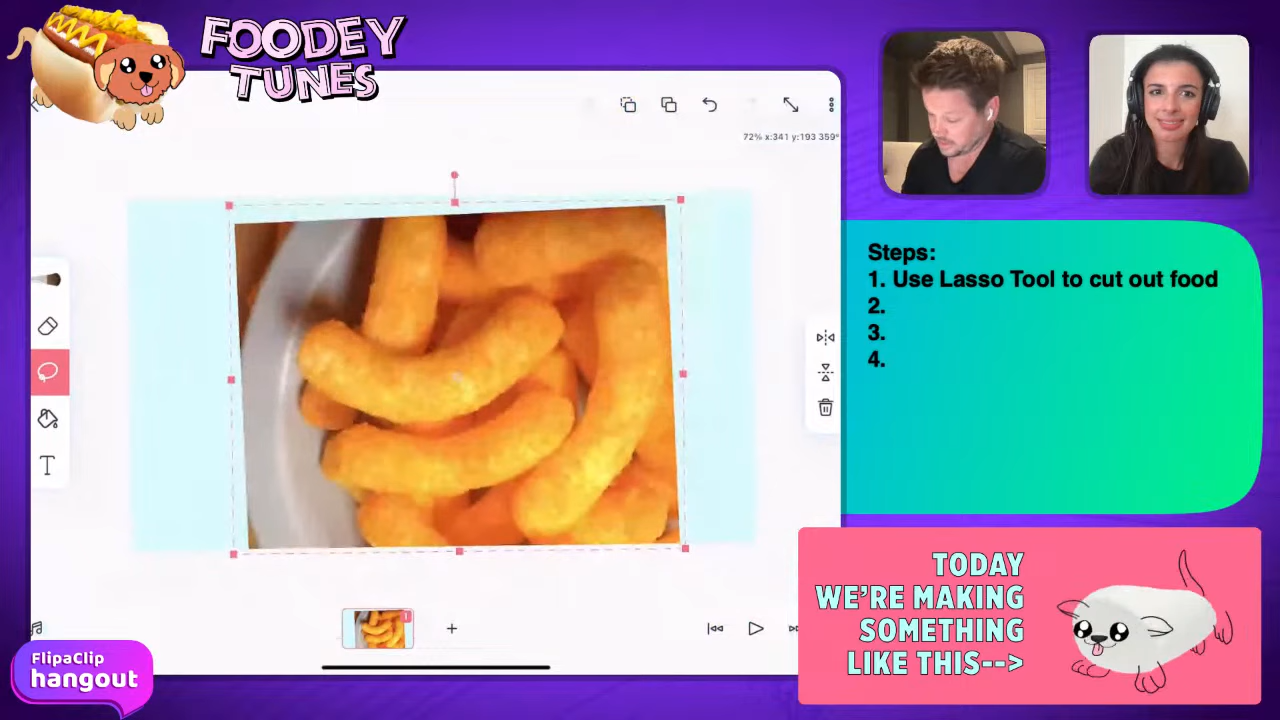 FOODEY
TUNES
72% x:341 y:193 359°
Steps:
1. Use Lasso Tool to cut out food
2.
3.
4.
T
1
TODAY
WE’RE MAKING
SOMETHING
LIKE THIS-->
FlipaClip
hangout